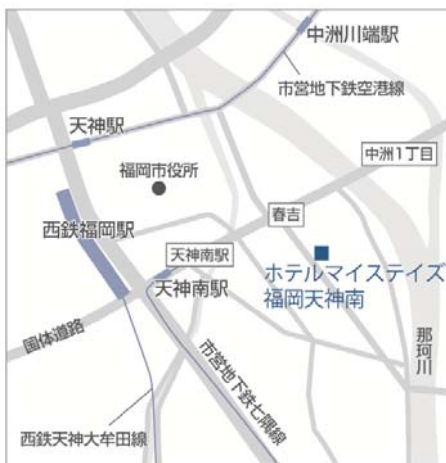 中洲川端駅
市営地下鉄空港線
天神駅
中洲1丁目
福岡市役所
春吉
西鉄福岡駅
天神南駅
ホテルマイステイズ
福岡天神南
天神南駅
国体道路
那珂川
市営地下鉄七隈線
西鉄天神大牟田線